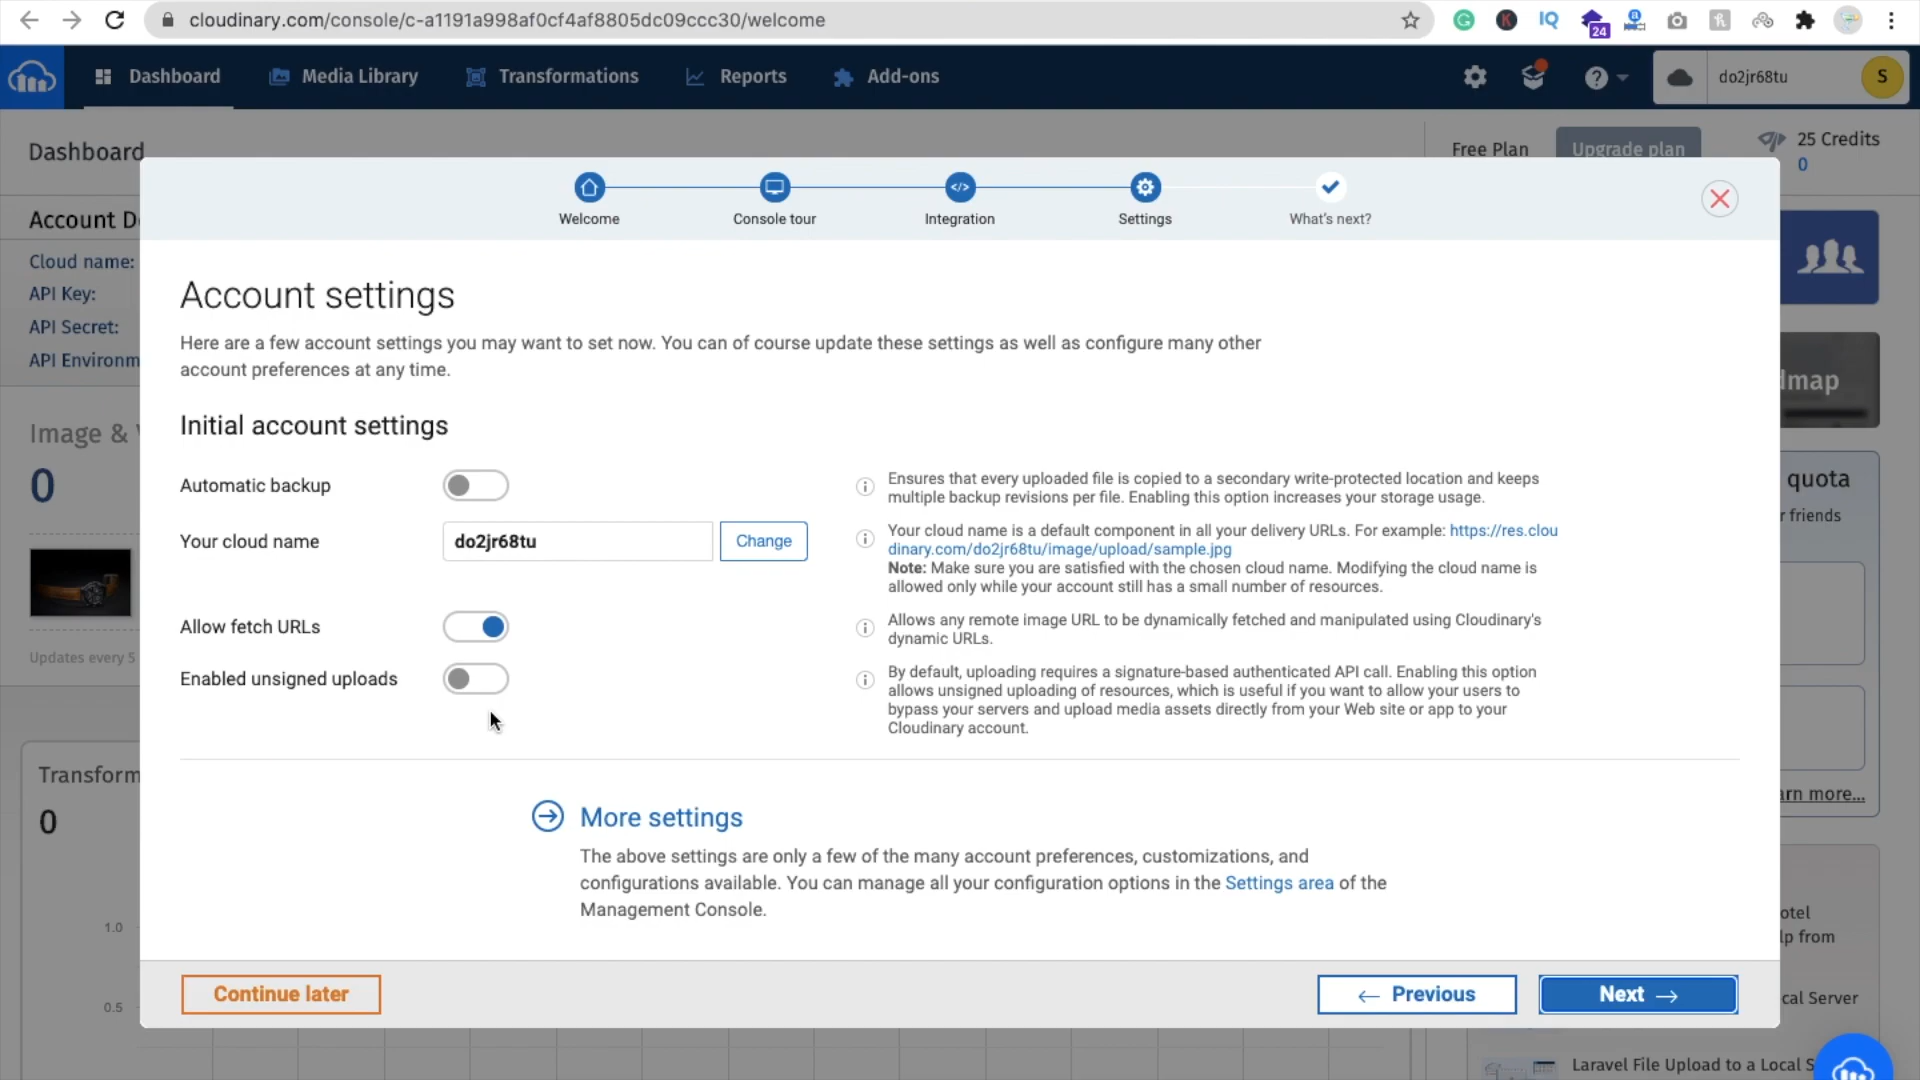 cloudinary.com/console/c-a1191a998af0cf4af8805dc09ccc30/welcome
24
Dashboard
Media Library
Transformations
Reports
Add-ons
do2jr68tu
S
Dashboard
Free Plan
Upgrade plan
25 Credits
0
Welcome
Console tour
Integration
Settings
What's next?
Account D
Cloud name:
API Key:
API Secret:
API Environm
Image &
0
Updates every 5
Transform
0
1.0
0.5
Account settings
Here are a few account settings you may want to set now. You can of course update these settings as well as configure many other
account preferences at any time.
Initial account settings
Automatic backup
Ensures that every uploaded file is copied to a secondary write-protected location and keeps
multiple backup revisions per file. Enabling this option increases your storage usage.
Your cloud name
do2jr68tu
Change
Your cloud name is a default component in all your delivery URLs. For example: https://res.clou
dinary.com/do2jr68tu/image/upload/sample.jpg
Note: Make sure you are satisfied with the chosen cloud name. Modifying the cloud name is
allowed only while your account still has a small number of resources.
Allow fetch URLs
Allows any remote image URL to be dynamically fetched and manipulated using Cloudinary's
dynamic URLs.
Enabled unsigned uploads
By default, uploading requires a signature-based authenticated API call. Enabling this option
allows unsigned uploading of resources, which is useful if you want to allow your users to
bypass your servers and upload media assets directly from your Web site or app to your
Cloudinary account.
More settings
The above settings are only a few of the many account preferences, customizations, and
configurations available. You can manage all your configuration options in the Settings area of the
Management Console.
Continue later
← Previous
Next →
dmap
quota
r friends
arn more...
otel
lp from
cal Server
Laravel File Upload to a Local S